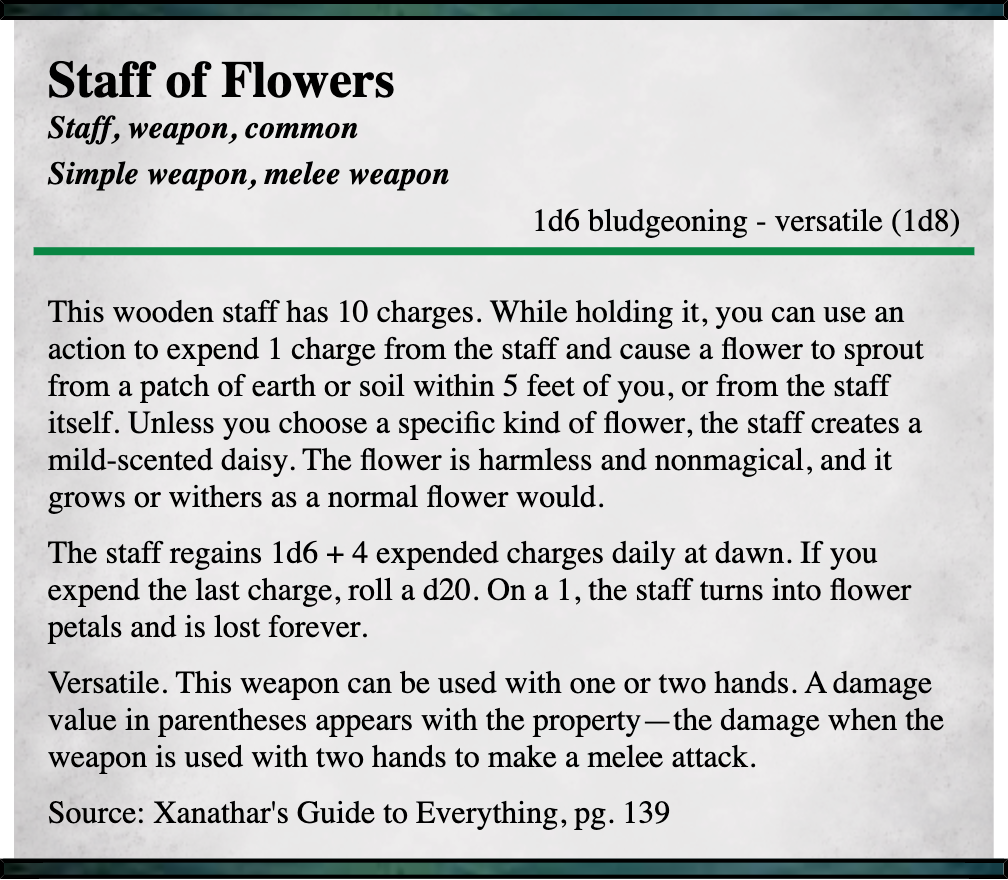 Staff of Flowers
Staff, weapon, common
Simple weapon, melee weapon
1d6 bludgeoning - versatile (1d8)
This wooden staff has 10 charges. While holding it, you can use an
action to expend 1 charge from the staff and cause a flower to sprout
from a patch of earth or soil within 5 feet of you, or from the staff
itself. Unless you choose a specific kind of flower, the staff creates a
mild-scented daisy. The flower is harmless and nonmagical, and it
grows or withers as a normal flower would.
The staff regains 1d6 + 4 expended charges daily at dawn. If you
expend the last charge, roll a d20. On a 1, the staff turns into flower
petals and is lost forever.
Versatile. This weapon can be used with one or two hands. A damage
value in parentheses appears with the property—the damage when the
weapon is used with two hands to make a melee attack.
Source: Xanathar's Guide to Everything, pg. 139